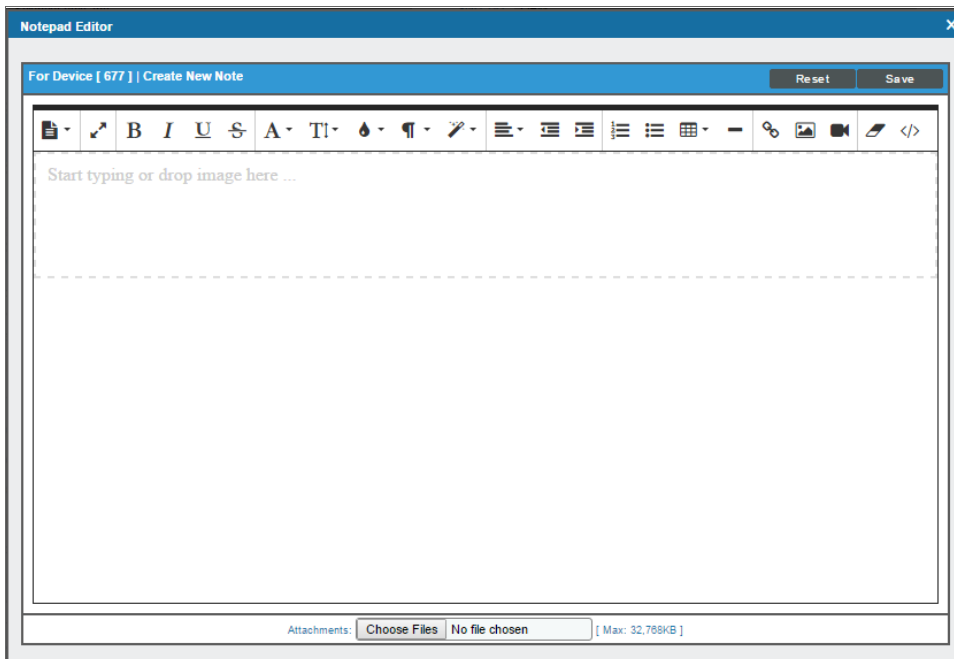 Notepad Editor
For Device [ 677 ] | Create New Note
Reset
Save
B I U S A T ¶ </>
Start typing or drop image here ...
Attachments: Choose Files No file chosen [ Max: 32,768KB ]